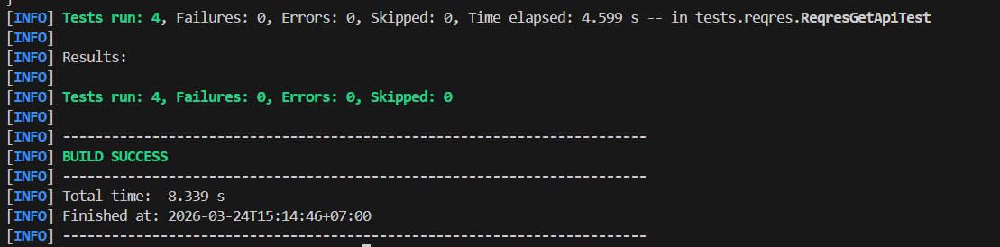 }
[INFO] Tests run: 4, Failures: 0, Errors: 0, Skipped: 0, Time elapsed: 4.599 s -- in tests.reqres.ReqresGetApiTest
[INFO]
[INFO] Results:
[INFO]
[INFO] Tests run: 4, Failures: 0, Errors: 0, Skipped: 0
[INFO]
[INFO] ------------------------------------------------------------------------
[INFO] BUILD SUCCESS
[INFO] ------------------------------------------------------------------------
[INFO] Total time:  8.339 s
[INFO] Finished at: 2026-03-24T15:14:46+07:00
[INFO] ------------------------------------------------------------------------